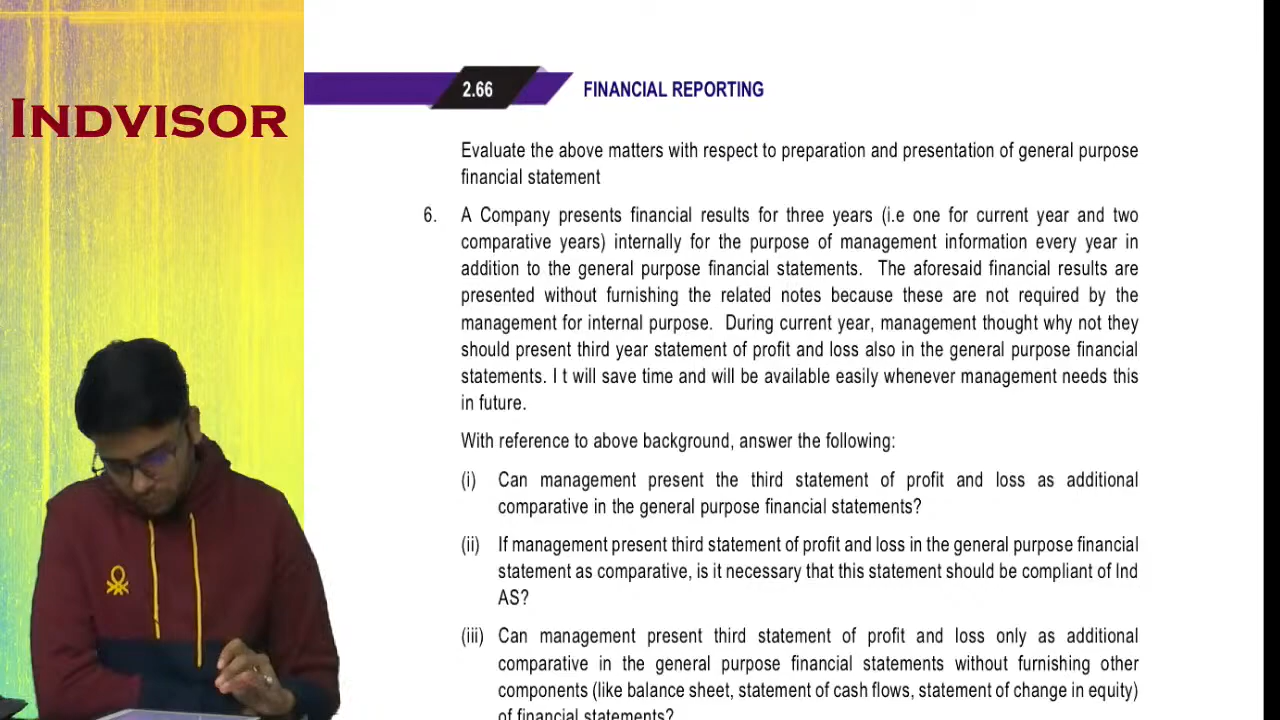 INDVISOR
2.66 FINANCIAL REPORTING
Evaluate the above matters with respect to preparation and presentation of general purpose
financial statement
6. A Company presents financial results for three years (i.e one for current year and two
comparative years) internally for the purpose of management information every year in
addition to the general purpose financial statements. The aforesaid financial results are
presented without furnishing the related notes because these are not required by the
management for internal purpose. During current year, management thought why not they
should present third year statement of profit and loss also in the general purpose financial
statements. I t will save time and will be available easily whenever management needs this
in future.
With reference to above background, answer the following:
(i) Can management present the third statement of profit and loss as additional
comparative in the general purpose financial statements?
(ii) If management present third statement of profit and loss in the general purpose financial
statement as comparative, is it necessary that this statement should be compliant of Ind
AS?
(iii) Can management present third statement of profit and loss only as additional
comparative in the general purpose financial statements without furnishing other
components (like balance sheet, statement of cash flows, statement of change in equity)
of financial statements?